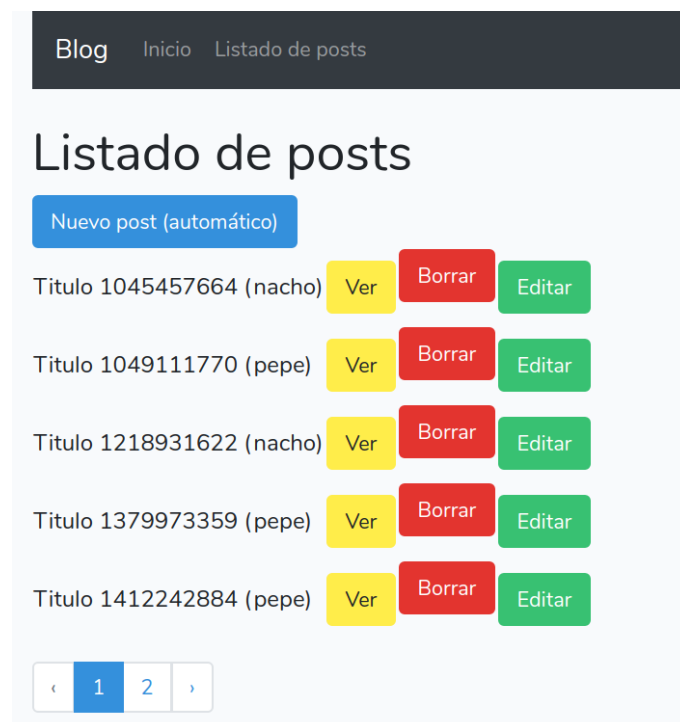 Blog Inicio Listado de posts
Listado de posts
Nuevo post (automático)
Titulo 1045457664 (nacho) Ver Borrar Editar
Titulo 1049111770 (pepe) Ver Borrar Editar
Titulo 1218931622 (nacho) Ver Borrar Editar
Titulo 1379973359 (pepe) Ver Borrar Editar
Titulo 1412242884 (pepe) Ver Borrar Editar
‹ 1 2 ›